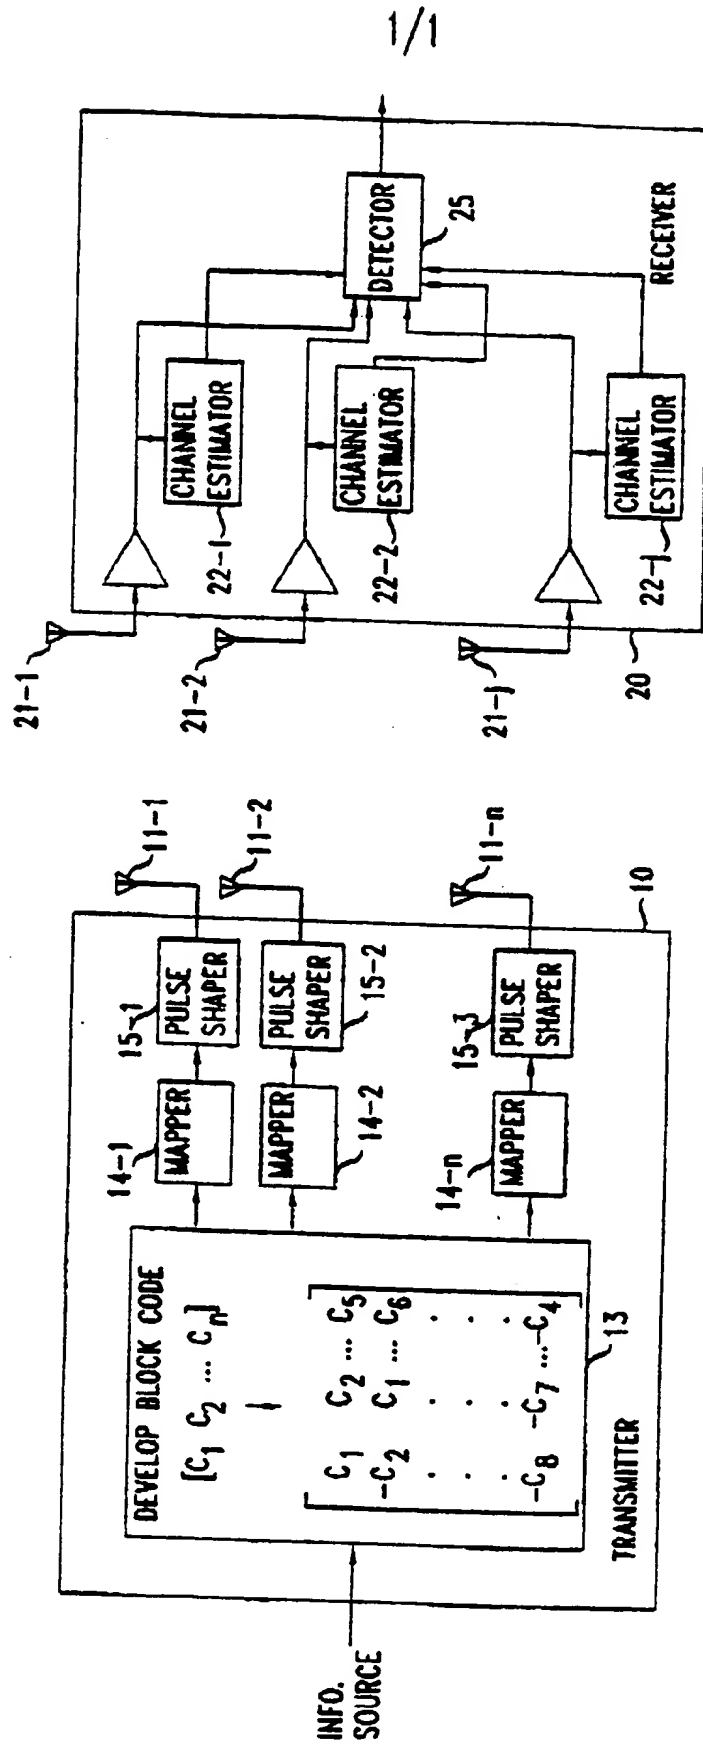 1/1
INFO.
SOURCE
DEVELOP BLOCK CODE
[C1 C2 ... Cn]
C1 C2 ... C5
-C2 C1 ... C6
. . .
. . .
. . .
-C8 -C7 ... -C4
13
TRANSMITTER
10
14-1
MAPPER
15-1
PULSE
SHAPER
11-1
MAPPER
14-2
PULSE
SHAPER
15-2
11-2
14-n
MAPPER
15-3
PULSE
SHAPER
11-n
21-1
CHANNEL
ESTIMATOR
22-1
21-2
CHANNEL
ESTIMATOR
22-2
21-j
CHANNEL
ESTIMATOR
22-j
DETECTOR
25
RECEIVER
20